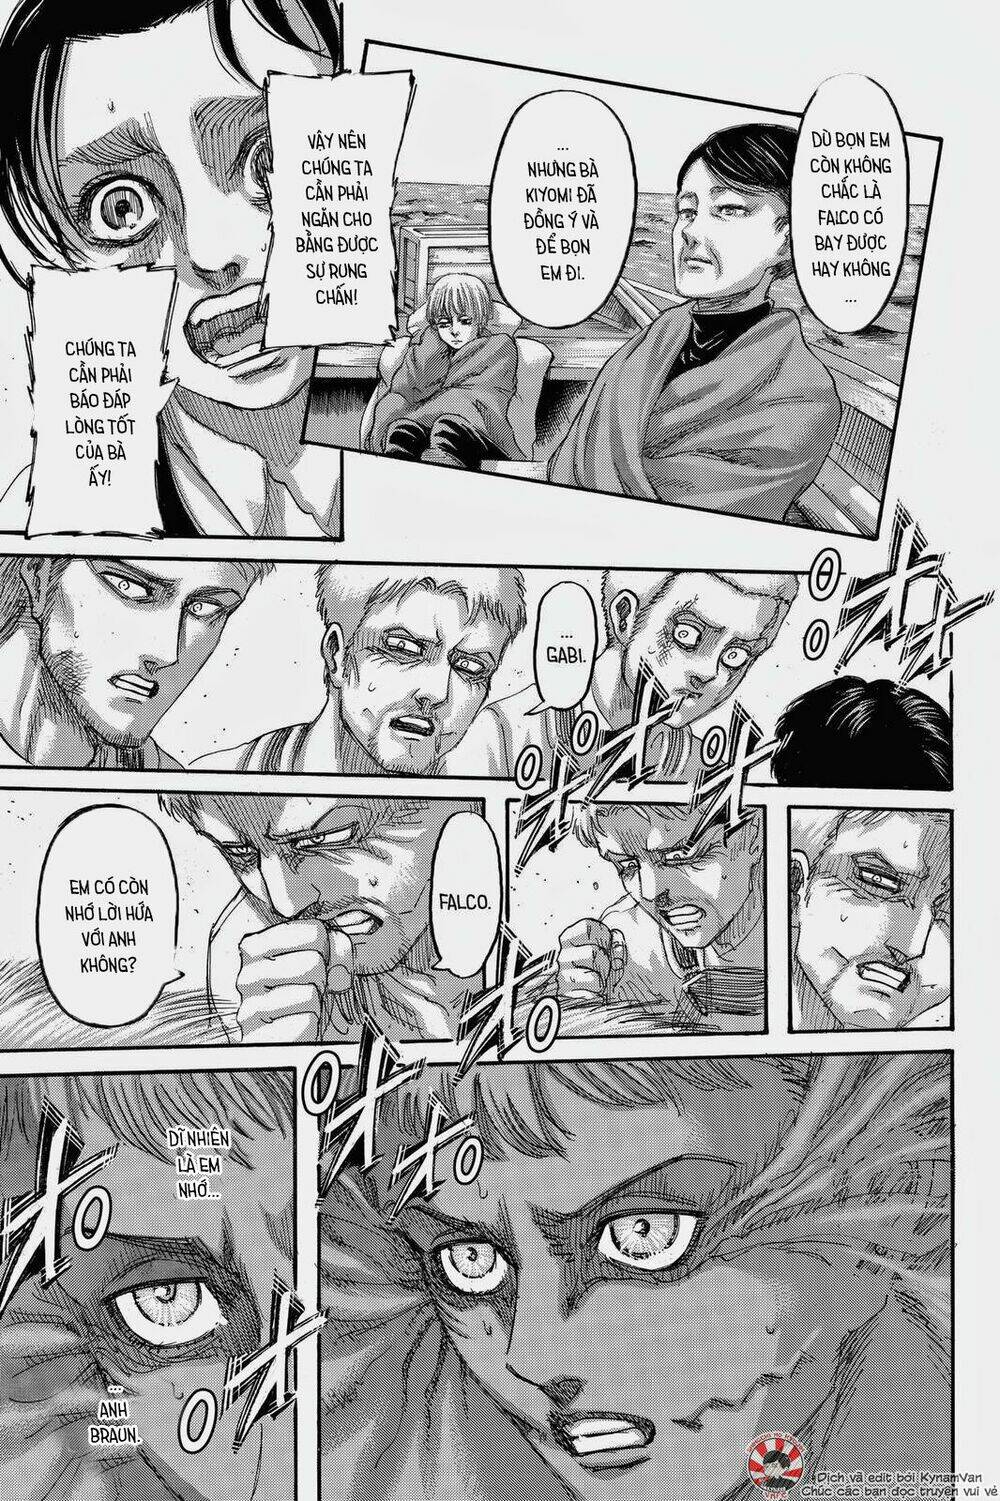 DÙ BỌN EM
CÒN KHÔNG
CHẮC LÀ
FALCO CÓ
BAY ĐƯỢC
HAY KHÔNG
...
...
NHƯNG BÀ
KIYOMI ĐÃ
ĐỒNG Ý VÀ
ĐỂ BỌN
EM ĐI.
VẬY NÊN
CHÚNG TA
CẦN PHẢI
NGĂN CHO
BẰNG ĐƯỢC
SỰ RUNG
CHẤN!
CHÚNG TA
CẦN PHẢI
BÁO ĐÁP
LÒNG TỐT
CỦA BÀ
ẤY!
...
GABI.
FALCO.
EM CÓ CÒN
NHỚ LỜI HỨA
VỚI ANH
KHÔNG?
DĨ NHIÊN
LÀ EM
NHỚ...
...
ANH
BRAUN.
Dịch và edit bởi KynamVan
Chúc các bạn đọc truyện vui vẻ